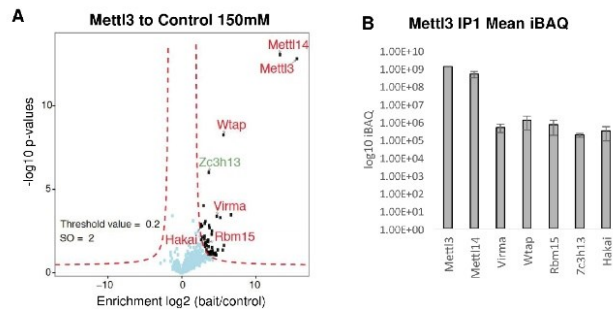 A
Mettl3 to Control 150mM
Mettl14
Mettl3
Wtap
Zc3h13
Virma
Hakai
Rbm15
Threshold value = 0.2
SO = 2
-log10 p-values
10
5
0
-10
0
10
Enrichment log2 (bait/control)
B
Mettl3 IP1 Mean iBAQ
log10 iBAQ
1.00E+10
1.00E+09
1.00E+08
1.00E+07
1.00E+06
1.00E+05
1.00E+04
1.00E+03
1.00E+02
1.00E+01
1.00E+00
Mettl3
Mettl14
Virma
Wtap
Rbm15
Zc3h13
Hakai